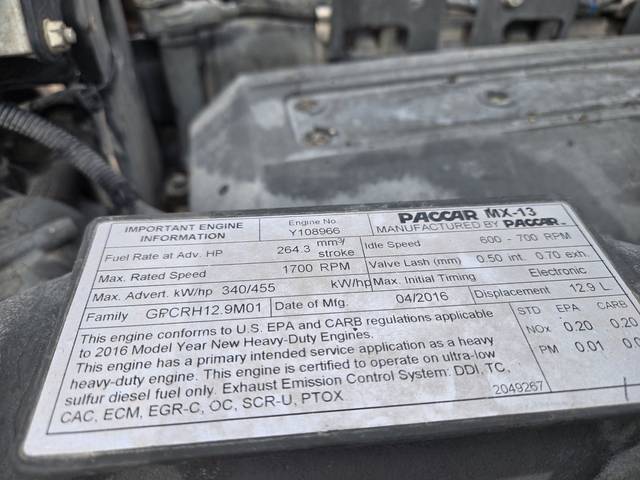 IMPORTANT ENGINE INFORMATION
Engine No
Y108966
PACCAR MX-13
MANUFACTURED BY PACCAR
Fuel Rate at Adv. HP 264.3 mm³/stroke
Idle Speed 600 - 700 RPM
Max. Rated Speed 1700 RPM
Valve Lash (mm) 0.50 int. 0.70 exh.
Max. Advert. kW/hp 340/455 kW/hp
Max. Initial Timing Electronic
Family GPCRH12.9M01
Date of Mfg. 04/2016
Displacement 12.9 L
This engine conforms to U.S. EPA and CARB regulations applicable
to 2016 Model Year New Heavy-Duty Engines.
This engine has a primary intended service application as a heavy
heavy-duty engine. This engine is certified to operate on ultra-low
sulfur diesel fuel only. Exhaust Emission Control System: DDI, TC,
CAC, ECM, EGR-C, OC, SCR-U, PTOX
STD EPA CARB
NOx 0.20 0.20
PM 0.01
2049267